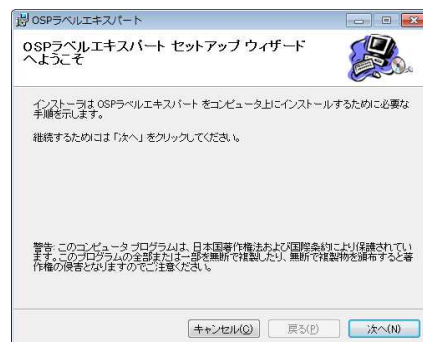 OSPラベルエキスパート
OSPラベルエキスパート セットアップ ウィザード
へようこそ
インストーラは OSPラベルエキスパート をコンピュータ上にインストールするために必要な
手順を示します。
継続するためには「次へ」をクリックしてください。
警告: このコンピュータ プログラムは、日本国著作権法および国際条約により保護されてい
ます。このプログラムの全部または一部を無断で複製したり、無断で複製物を頒布すると著
作権の侵害となりますのでご注意ください。
キャンセル(C)
戻る(P)
次へ(N)